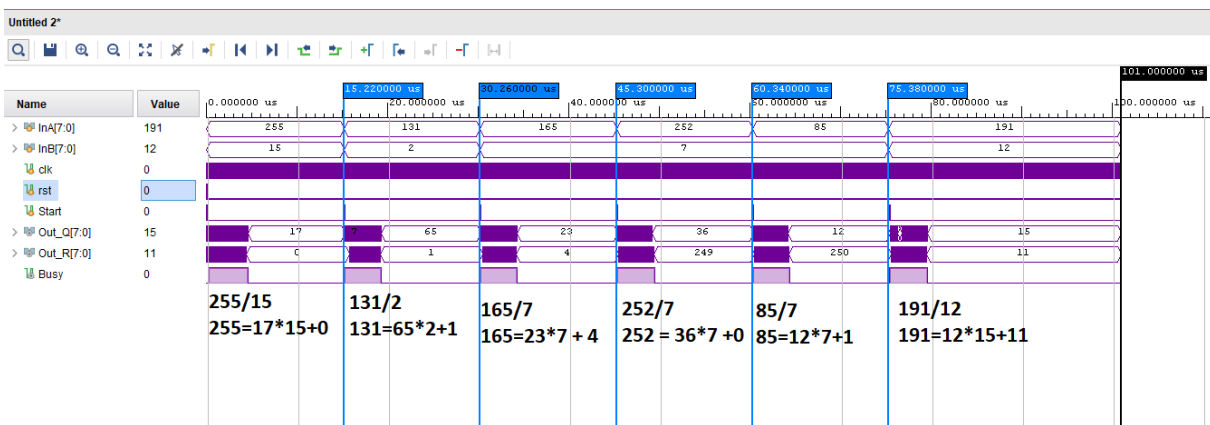 Untitled 2*
101.000000 us
15.220000 us 30.260000 us 45.300000 us 60.340000 us 75.380000 us
Name Value 0.000000 us 20.000000 us 40.000000 us 60.000000 us 80.000000 us 100.000000 us
InA[7:0] 191 255 131 165 252 85 191
InB[7:0] 12 15 2 7 12
clk 0
rst 0
Start 0
Out_Q[7:0] 15 17 7 65 23 36 12 15
Out_R[7:0] 11 0 1 4 249 250 11
Busy 0
255/15 131/2 165/7 252/7 85/7 191/12
255=17*15+0 131=65*2+1 165=23*7 + 4 252 = 36*7 +0 85=12*7+1 191=12*15+11